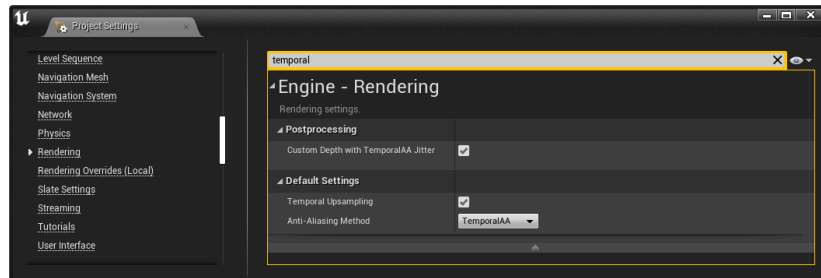 Project Settings
Level Sequence
Navigation Mesh
Navigation System
Network
Physics
Rendering
Rendering Overrides (Local)
Slate Settings
Streaming
Tutorials
User Interface
temporal
Engine - Rendering
Rendering settings.
Postprocessing
Custom Depth with TemporalAA Jitter
Default Settings
Temporal Upsampling
Anti-Aliasing Method
TemporalAA